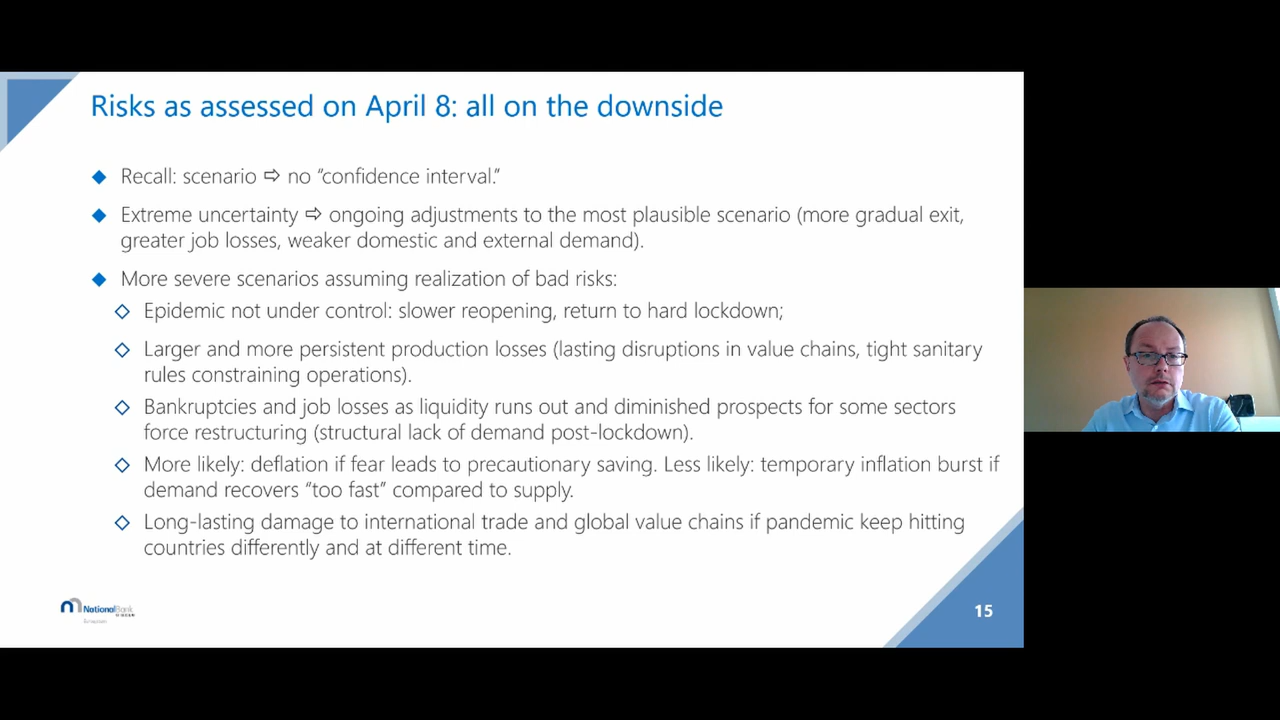 Risks as assessed on April 8: all on the downside
Recall: scenario ⇨ no “confidence interval.”
Extreme uncertainty ⇨ ongoing adjustments to the most plausible scenario (more gradual exit,
greater job losses, weaker domestic and external demand).
More severe scenarios assuming realization of bad risks:
Epidemic not under control: slower reopening, return to hard lockdown;
Larger and more persistent production losses (lasting disruptions in value chains, tight sanitary
rules constraining operations).
Bankruptcies and job losses as liquidity runs out and diminished prospects for some sectors
force restructuring (structural lack of demand post-lockdown).
More likely: deflation if fear leads to precautionary saving. Less likely: temporary inflation burst if
demand recovers “too fast” compared to supply.
Long-lasting damage to international trade and global value chains if pandemic keep hitting
countries differently and at different time.
NationalBank
15